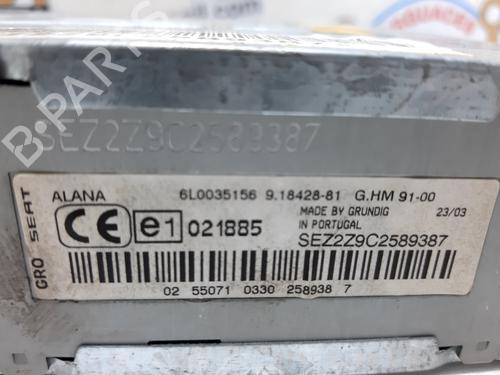 SEZ2Z9C2589387
GRO SEAT
ALANA 6L0035156 9.18428-81 G.HM 91-00
CE e1 021885 MADE BY GRUNDIG 23/03
IN PORTUGAL
SEZ2Z9C2589387
02 55071 0330 258938 7